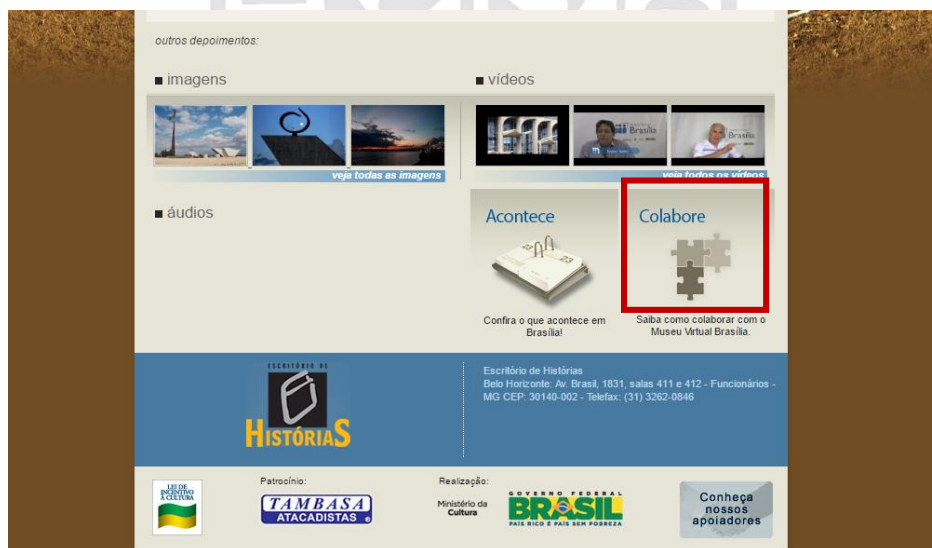 outros depoimentos:
imagens
vídeos
Brasília
Brasília
veja todas as imagens
veja todos os vídeos
áudios
Acontece
Colabore
23
Confira o que acontece em
Brasília!
Saiba como colaborar com o
Museu Virtual Brasília.
ESCRITÓRIO DE
HISTÓRIAS
Escritório de Histórias
Belo Horizonte: Av. Brasil, 1831, salas 411 e 412 - Funcionários -
MG CEP: 30140-002 - Telefax: (31) 3262-0846
LEI DE
INCENTIVO
À CULTURA
Patrocínio:
TAMBASA
ATACADISTAS
Realização:
Ministério da
Cultura
GOVERNO FEDERAL
BRASIL
PAÍS RICO É PAÍS SEM POBREZA
Conheça
nossos
apoiadores